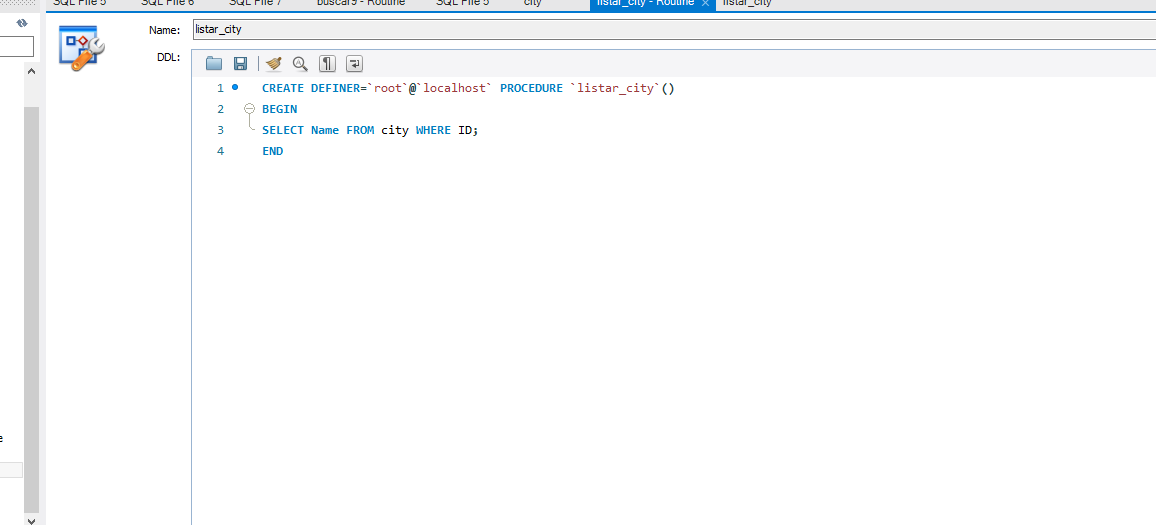 SQL File 5 SQL File 6 SQL File 7 buscar9 - Routine SQL File 5 city listar_city - Routine listar_city
Name: listar_city
DDL:
1 CREATE DEFINER=`root`@`localhost` PROCEDURE `listar_city`()
2 BEGIN
3 SELECT Name FROM city WHERE ID;
4 END
e